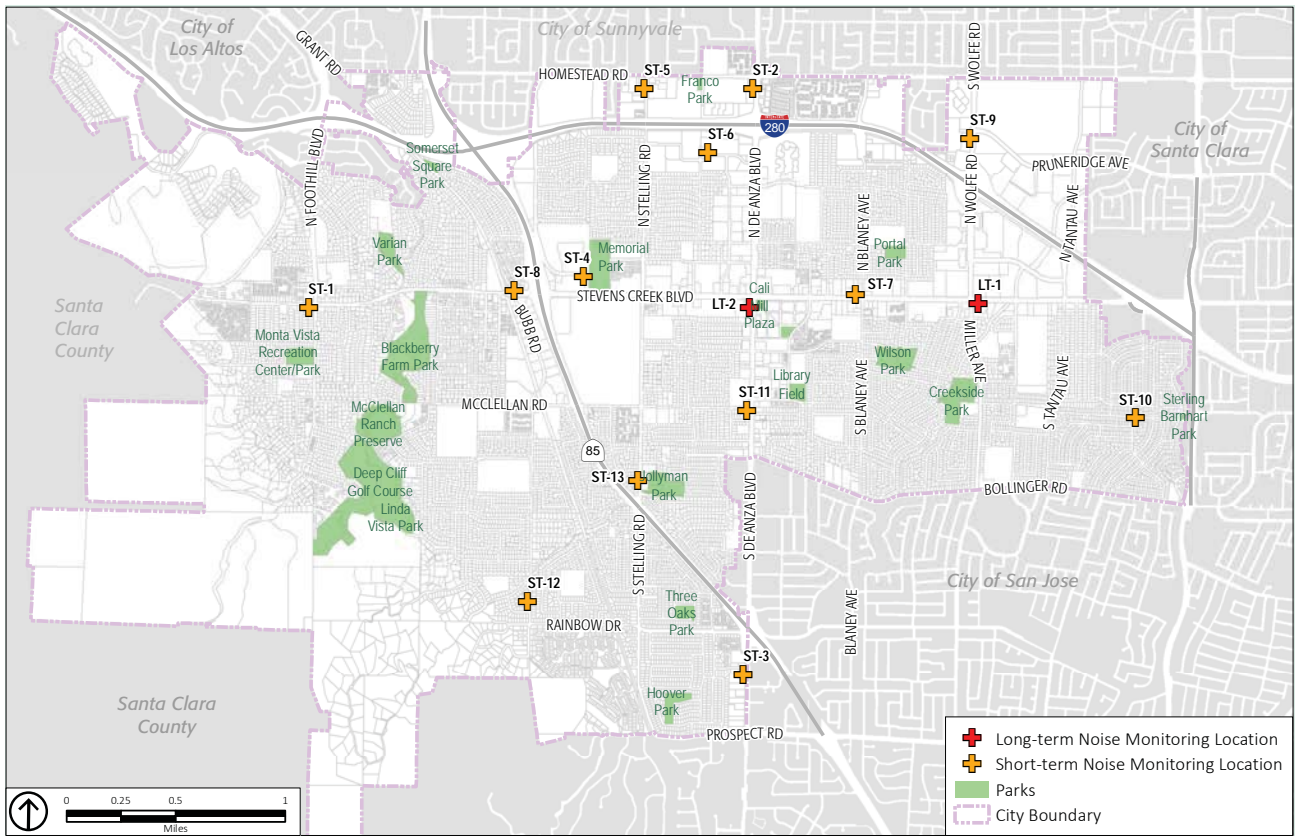 City of
Los Altos
City of Sunnyvale
GRANT RD
HOMESTEAD RD
ST-5
Franco
Park
ST-2
S WOLFE RD
INTERSTATE
280
ST-9
City of
Santa Clara
ST-6
PRUNERIDGE AVE
Somerset
Square
Park
N FOOTHILL BLVD
N STELLING RD
N DE ANZA BLVD
N WOLFE RD
N BLANEY AVE
N TANTAU AVE
Varian
Park
Memorial
Park
Portal
Park
ST-4
ST-8
STEVENS CREEK BLVD
Cali
Mill
Plaza
LT-2
ST-7
LT-1
ST-1
Santa
Clara
County
BUBB RD
Monta Vista
Recreation
Center/Park
Blackberry
Farm Park
MILLER AVE
Wilson
Park
Library
Field
Creekside
Park
S BLANEY AVE
S TANTAU AVE
McClellan
Ranch
Preserve
MCCLELLAN RD
ST-11
ST-10
Sterling
Barnhart
Park
85
Deep Cliff
Golf Course
Linda
Vista Park
ST-13
Jollyman
Park
S DE ANZA BLVD
BOLLINGER RD
S STELLING RD
City of San Jose
ST-12
RAINBOW DR
Three
Oaks
Park
BLANEY AVE
ST-3
Santa Clara
County
Hoover
Park
PROSPECT RD
Long-term Noise Monitoring Location
Short-term Noise Monitoring Location
Parks
City Boundary
0 0.25 0.5 1
Miles